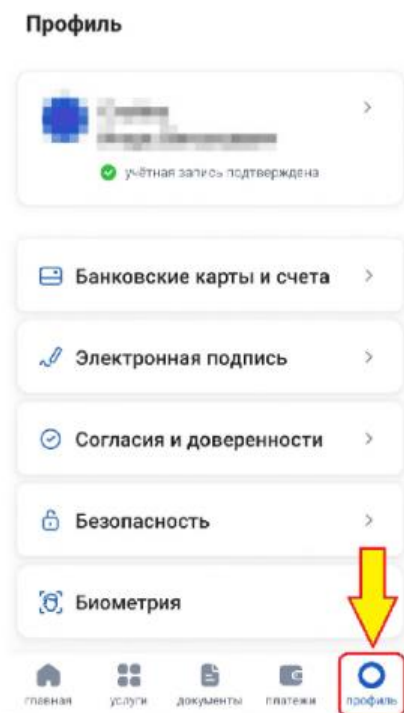 Профиль
учётная запись подтверждена
Банковские карты и счета
Электронная подпись
Согласия и доверенности
Безопасность
Биометрия
главная услуги документы платежи профиль